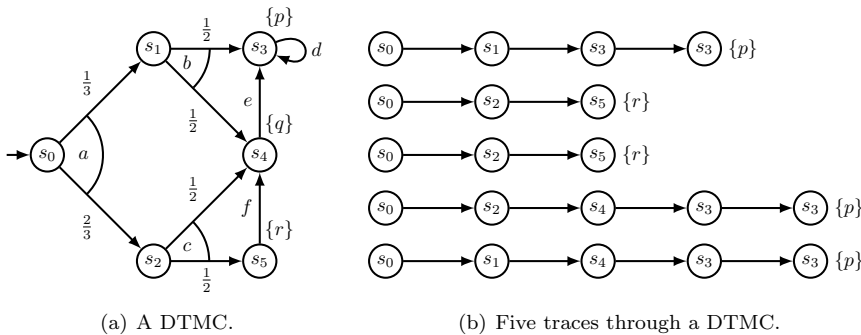 {p}
1/2
s1
s3
d
b
1/3
1/2
e
{q}
s0
a
s4
2/3
1/2
f
{r}
s2
c
s5
1/2
(a) A DTMC.
s0 s1 s3 s3 {p}
s0 s2 s5 {r}
s0 s2 s5 {r}
s0 s2 s4 s3 s3 {p}
s0 s1 s4 s3 s3 {p}
(b) Five traces through a DTMC.